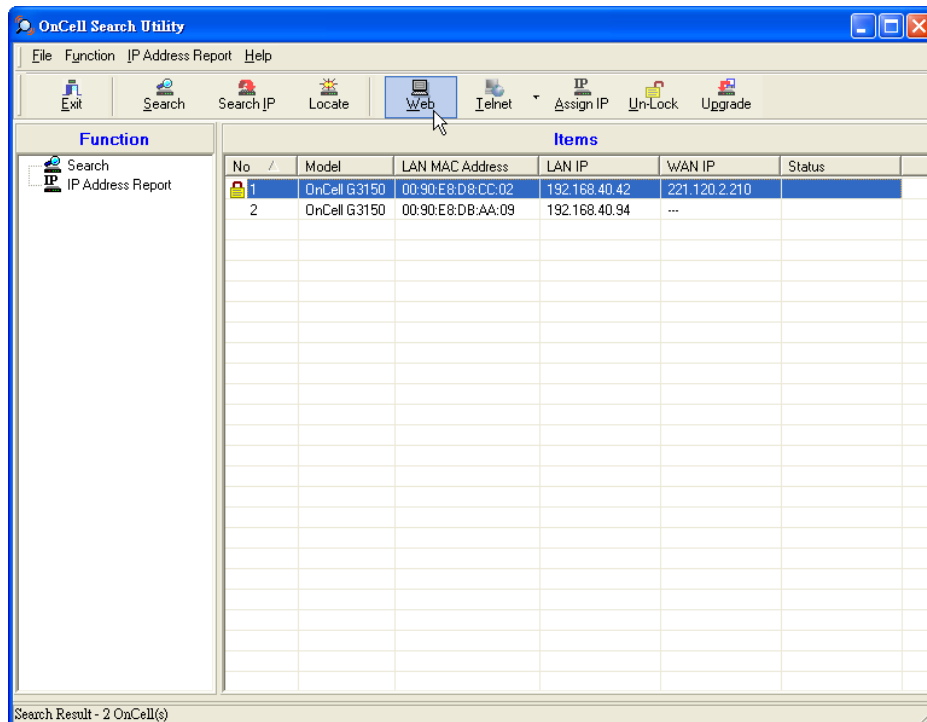 OnCell Search Utility
File Function IP Address Report Help
Exit Search Search IP Locate Web Telnet Assign IP Un-Lock Upgrade
Function
Items
Search
IP
IP Address Report
No Model LAN MAC Address LAN IP WAN IP Status
1 OnCell G3150 00:90:E8:D8:CC:02 192.168.40.42 221.120.2.210
2 OnCell G3150 00:90:E8:DB:AA:09 192.168.40.94 ---
Search Result - 2 OnCell(s)